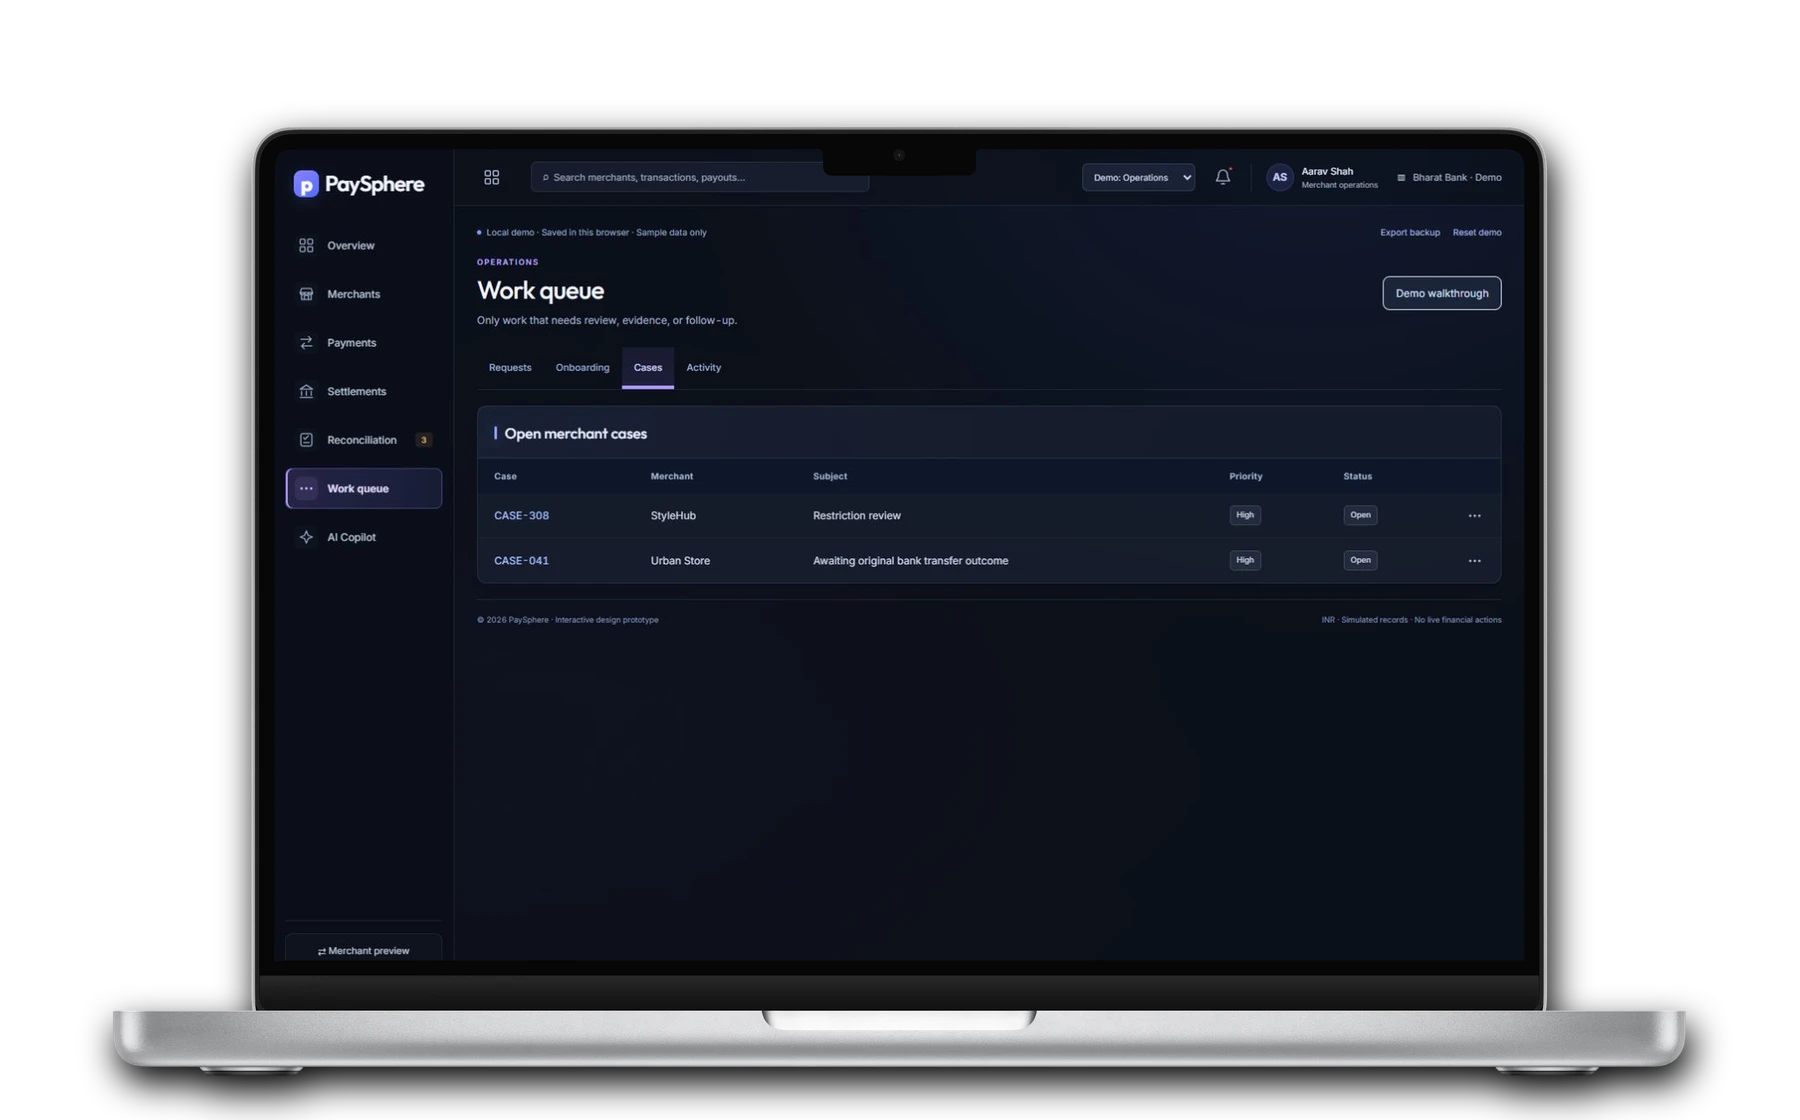 PaySphere
Overview
Merchants
Payments
Settlements
Reconciliation 3
Work queue
AI Copilot
⇄ Merchant preview
Search merchants, transactions, payouts...
Demo: Operations
AS
Aarav Shah
Merchant operations
Bharat Bank · Demo
Local demo · Saved in this browser · Sample data only
Export backup Reset demo
OPERATIONS
Work queue
Only work that needs review, evidence, or follow-up.
Demo walkthrough
Requests Onboarding Cases Activity
Open merchant cases
Case Merchant Subject Priority Status
CASE-308 StyleHub Restriction review High Open ...
CASE-041 Urban Store Awaiting original bank transfer outcome High Open ...
© 2026 PaySphere · Interactive design prototype
INR · Simulated records · No live financial actions